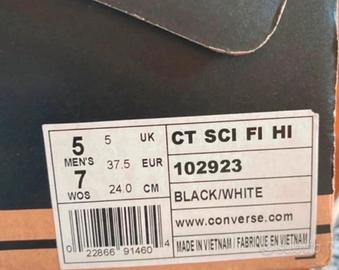 5 5 UK
MEN'S 37.5 EUR
7 24.0 CM
WOS
CT SCI FI HI
102923
BLACK/WHITE
www.converse.com
MADE IN VIETNAM / FABRIQUE EN VIETNAM
0 22866 91460 4